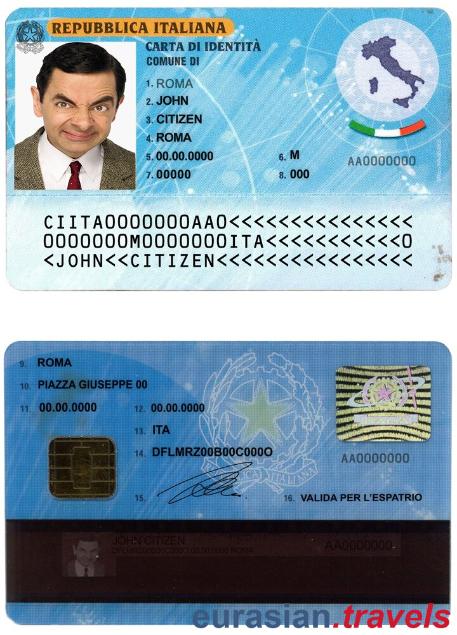 REPUBBLICA ITALIANA
CARTA DI IDENTITÀ
COMUNE DI
1. ROMA
2. JOHN
3. CITIZEN
4. ROMA
5. 00.00.0000 6. M
7. 00000 8. 000
AA0000000
CIITA0000000AA0<<<<<<<<<<<<<<<
0000000M0000000ITA<<<<<<<<<<<0
<JOHN<<CITIZEN<<<<<<<<<<<<<<<<
9. ROMA
10. PIAZZA GIUSEPPE 00
11 00.00.0000 12. 00.00.0000
13. ITA
14. DFLMRZ00B00C000O
AA0000000
15. 16. VALIDA PER L'ESPATRIO
JOHN CITIZEN AA0000000
eurasian.travels